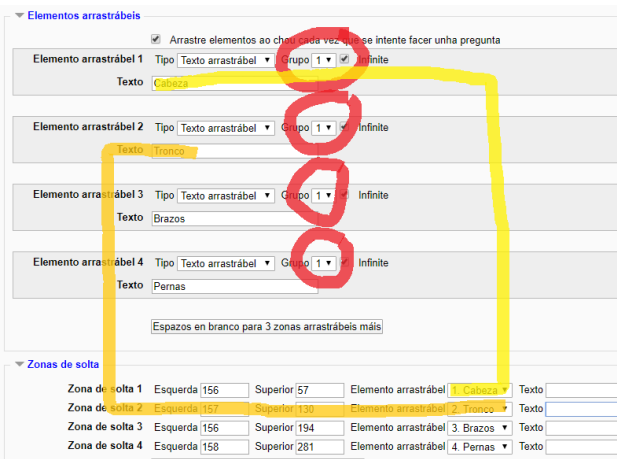 Elementos arrastrábeis
Arrastre elementos ao chou cada vez que se intente facer unha pregunta
Elemento arrastrábel 1 Tipo Texto arrastrábel Grupo 1 Infinite
Texto Cabeza
Elemento arrastrábel 2 Tipo Texto arrastrábel Grupo 1 Infinite
Texto Tronco
Elemento arrastrábel 3 Tipo Texto arrastrábel Grupo 1 Infinite
Texto Brazos
Elemento arrastrábel 4 Tipo Texto arrastrábel Grupo 1 Infinite
Texto Pernas
Espazos en branco para 3 zonas arrastrábeis máis
Zonas de solta
Zona de solta 1 Esquerda 156 Superior 57 Elemento arrastrábel 1. Cabeza Texto
Zona de solta 2 Esquerda 157 Superior 130 Elemento arrastrábel 2. Tronco Texto
Zona de solta 3 Esquerda 156 Superior 194 Elemento arrastrábel 3. Brazos Texto
Zona de solta 4 Esquerda 158 Superior 281 Elemento arrastrábel 4. Pernas Texto